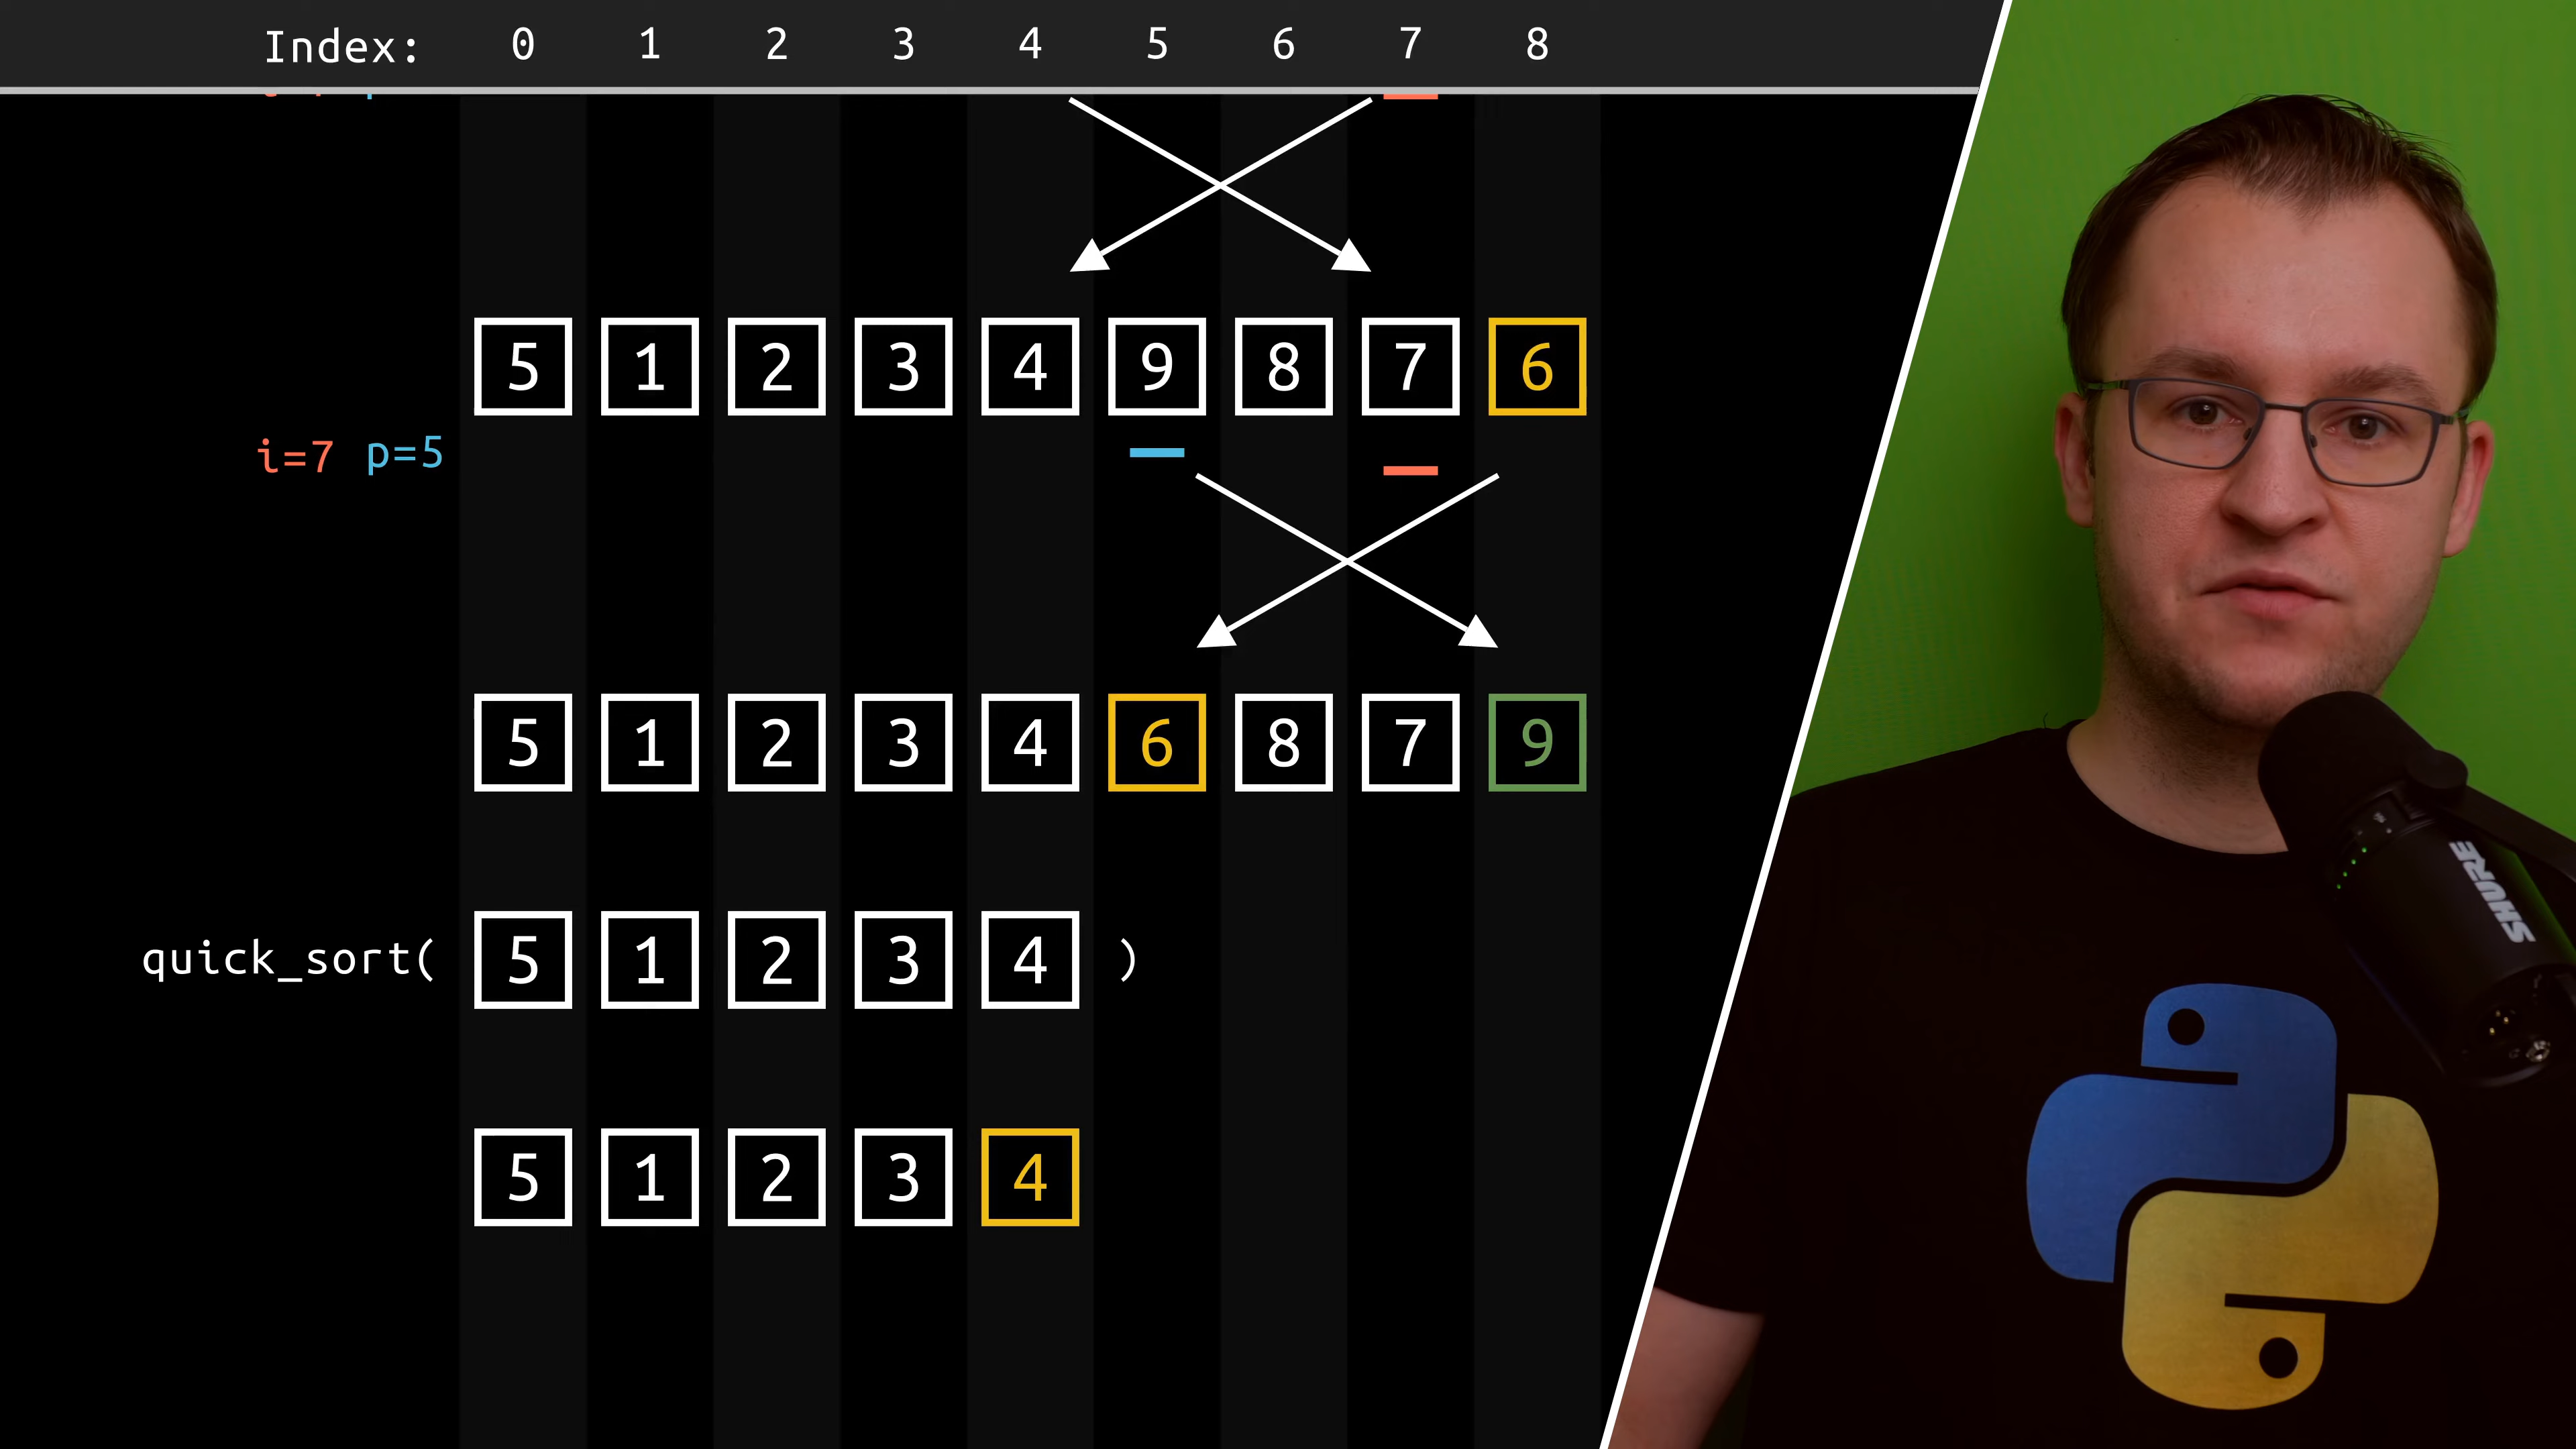 Index: 0 1 2 3 4 5 6 7 8
5 1 2 3 4 9 8 7 6
i=7 p=5
5 1 2 3 4 6 8 7 9
quick_sort( 5 1 2 3 4 )
5 1 2 3 4
SHURE